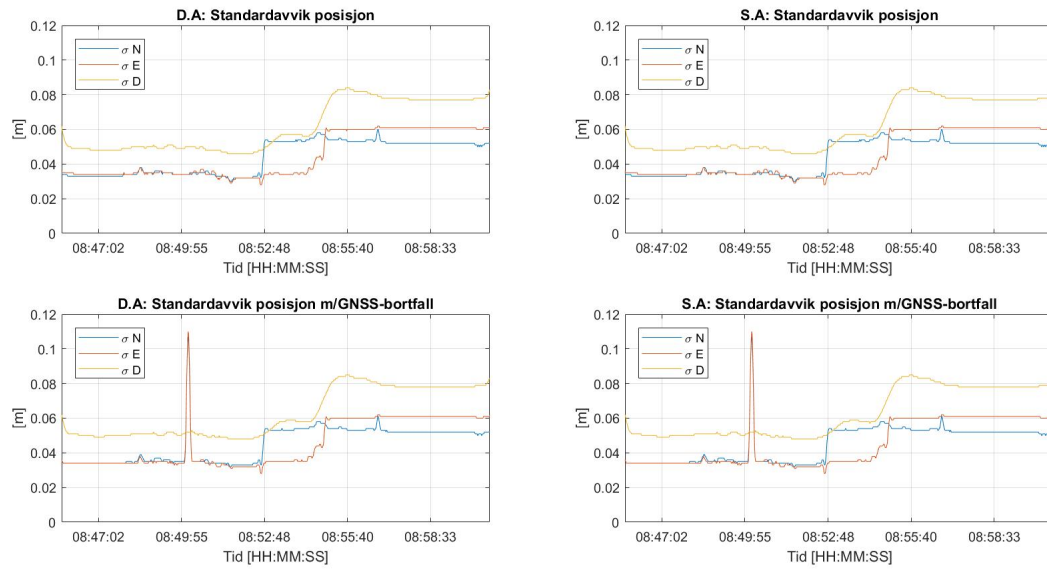 D.A: Standardavvik posisjon
0.12
0.1
0.08
0.06
0.04
0.02
0
[m]
σ N
σ E
σ D
08:47:02 08:49:55 08:52:48 08:55:40 08:58:33
Tid [HH:MM:SS]
S.A: Standardavvik posisjon
0.12
0.1
0.08
0.06
0.04
0.02
0
[m]
σ N
σ E
σ D
08:47:02 08:49:55 08:52:48 08:55:40 08:58:33
Tid [HH:MM:SS]
D.A: Standardavvik posisjon m/GNSS-bortfall
0.12
0.1
0.08
0.06
0.04
0.02
0
[m]
σ N
σ E
σ D
08:47:02 08:49:55 08:52:48 08:55:40 08:58:33
Tid [HH:MM:SS]
S.A: Standardavvik posisjon m/GNSS-bortfall
0.12
0.1
0.08
0.06
0.04
0.02
0
[m]
σ N
σ E
σ D
08:47:02 08:49:55 08:52:48 08:55:40 08:58:33
Tid [HH:MM:SS]